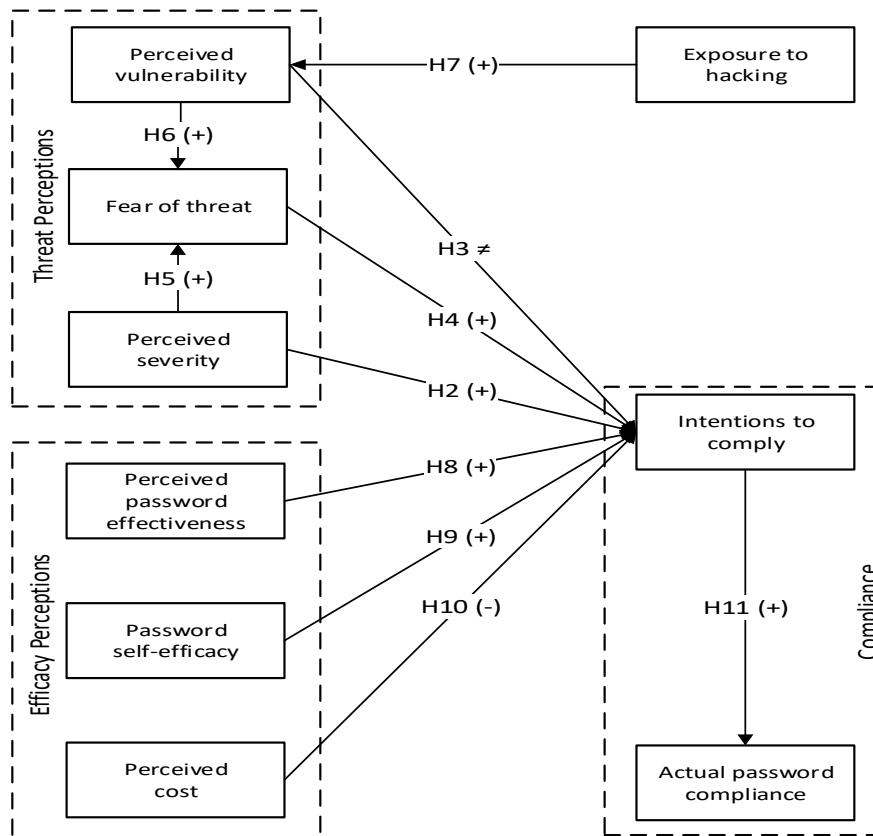 Perceived
vulnerability
H7 (+)
Exposure to
hacking
H6 (+)
Threat Perceptions
Fear of threat
H3 ≠
H5 (+)
H4 (+)
Perceived
severity
H2 (+)
Intentions to
comply
Perceived
password
effectiveness
H8 (+)
H9 (+)
Efficacy Perceptions
Password
self-efficacy
H10 (-)
H11 (+)
Compliance
Perceived
cost
Actual password
compliance